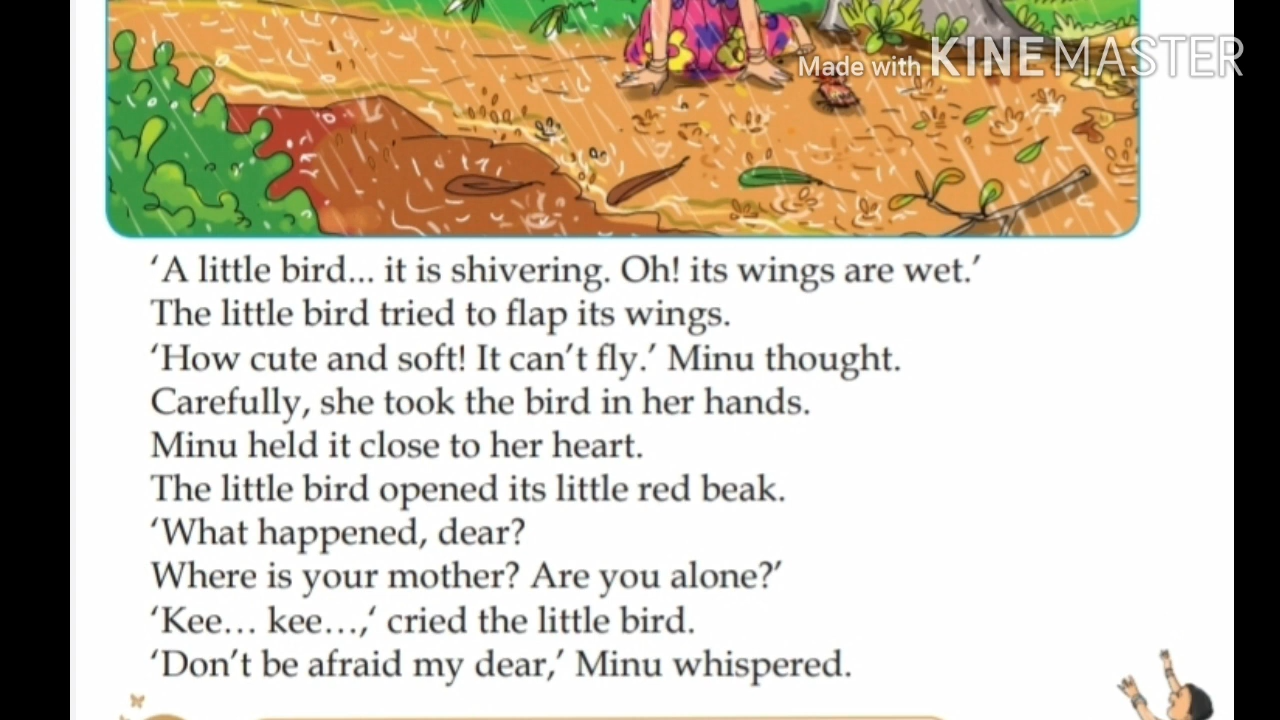 Made with KINEMASTER
‘A little bird... it is shivering. Oh! its wings are wet.’
The little bird tried to flap its wings.
‘How cute and soft! It can’t fly.’ Minu thought.
Carefully, she took the bird in her hands.
Minu held it close to her heart.
The little bird opened its little red beak.
‘What happened, dear?
Where is your mother? Are you alone?’
‘Kee... kee...,‘ cried the little bird.
‘Don’t be afraid my dear,’ Minu whispered.